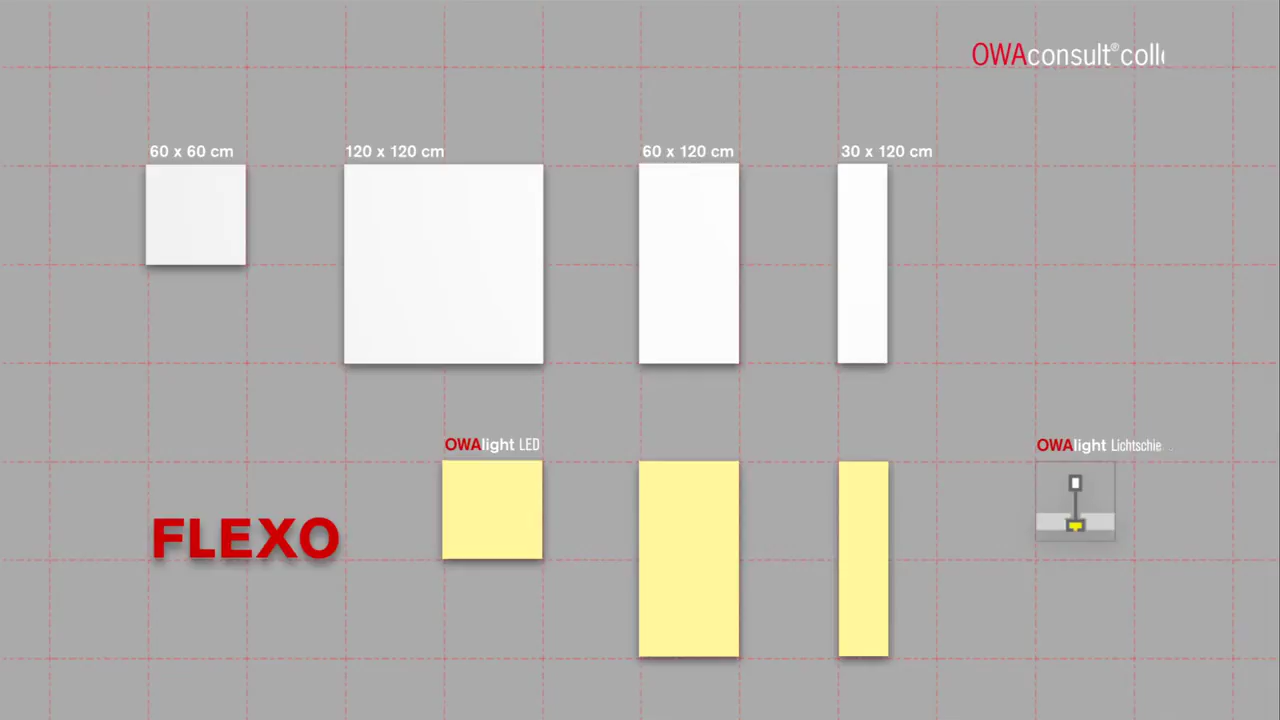 OWAconsult®
60 x 60 cm
120 x 120 cm
60 x 120 cm
30 x 120 cm
OWAlight LED
OWAlight
FLEXO